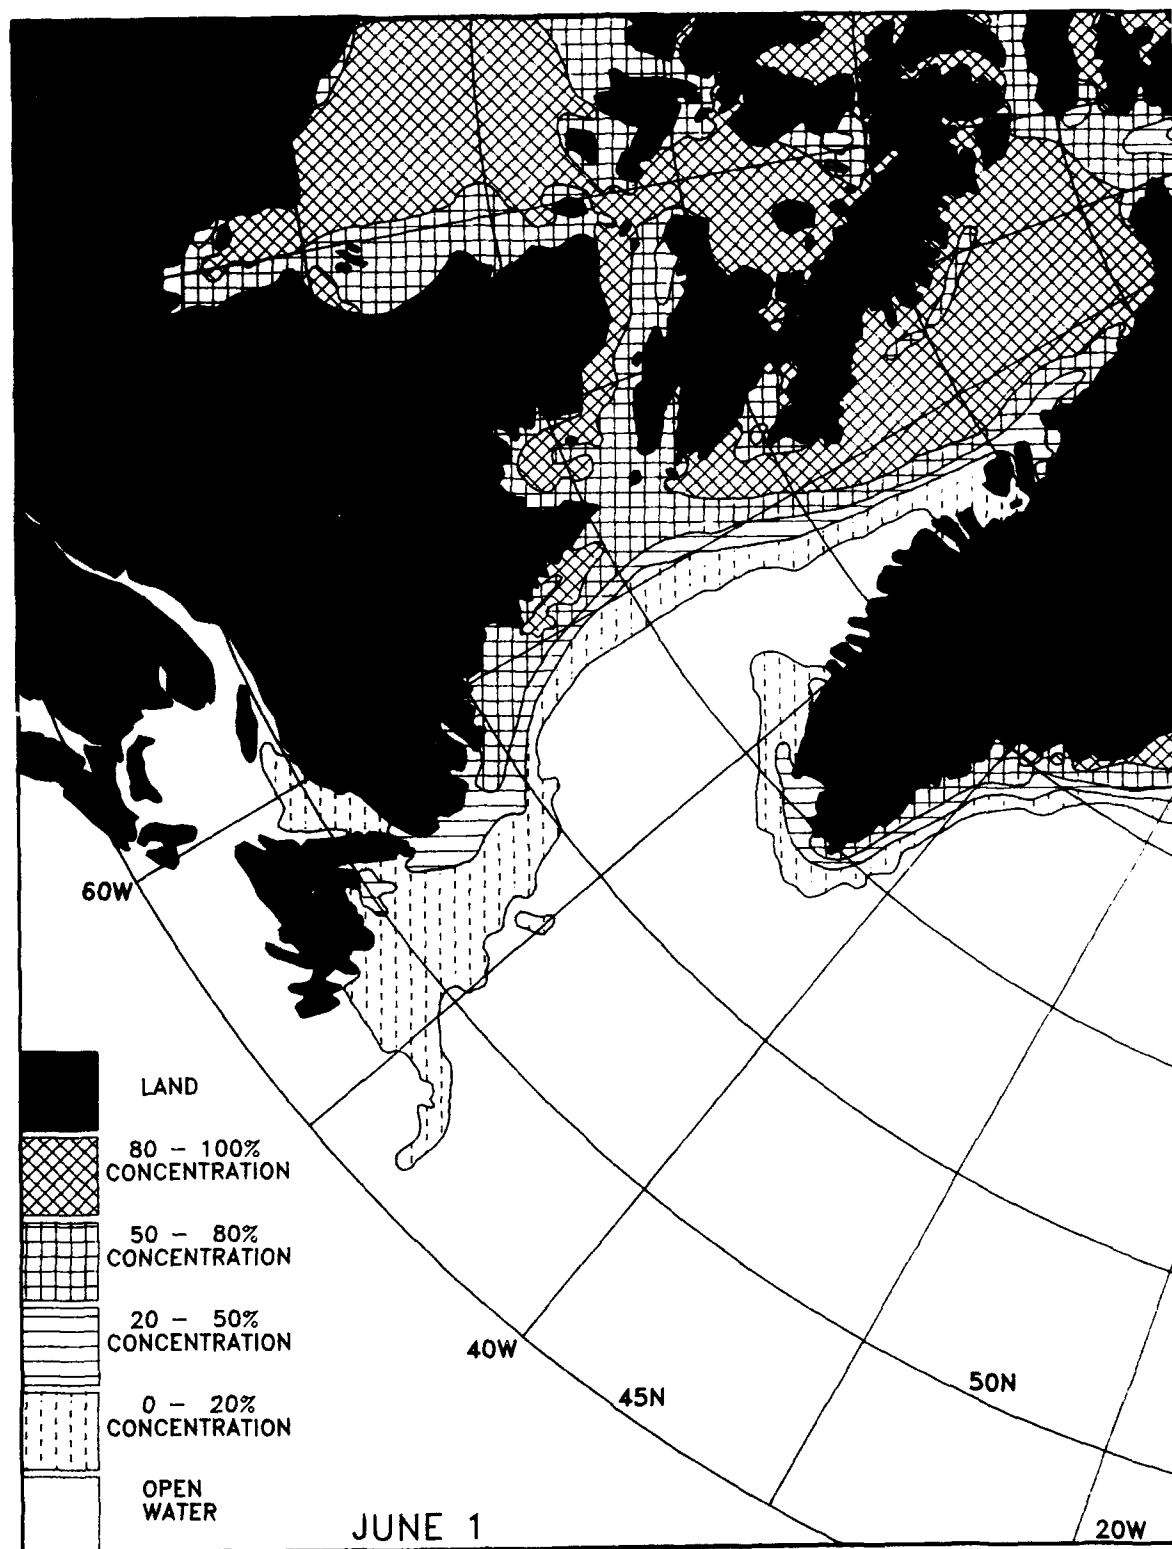 60W
LAND
80 – 100%
CONCENTRATION
50 – 80%
CONCENTRATION
20 – 50%
CONCENTRATION
0 – 20%
CONCENTRATION
OPEN
WATER
40W
45N
50N
JUNE 1
20W